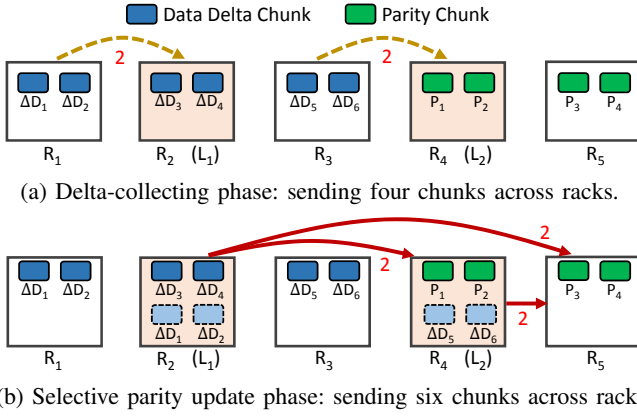 Data Delta Chunk Parity Chunk
2 2
ΔD₁ ΔD₂ ΔD₃ ΔD₄ ΔD₅ ΔD₆ P₁ P₂ P₃ P₄
R₁ R₂ (L₁) R₃ R₄ (L₂) R₅
(a) Delta-collecting phase: sending four chunks across racks.
2 2
ΔD₁ ΔD₂ ΔD₃ ΔD₄ ΔD₅ ΔD₆ P₁ P₂ P₃ P₄
ΔD₁ ΔD₂ ΔD₅ ΔD₆ 2
R₁ R₂ (L₁) R₃ R₄ (L₂) R₅
(b) Selective parity update phase: sending six chunks across rack